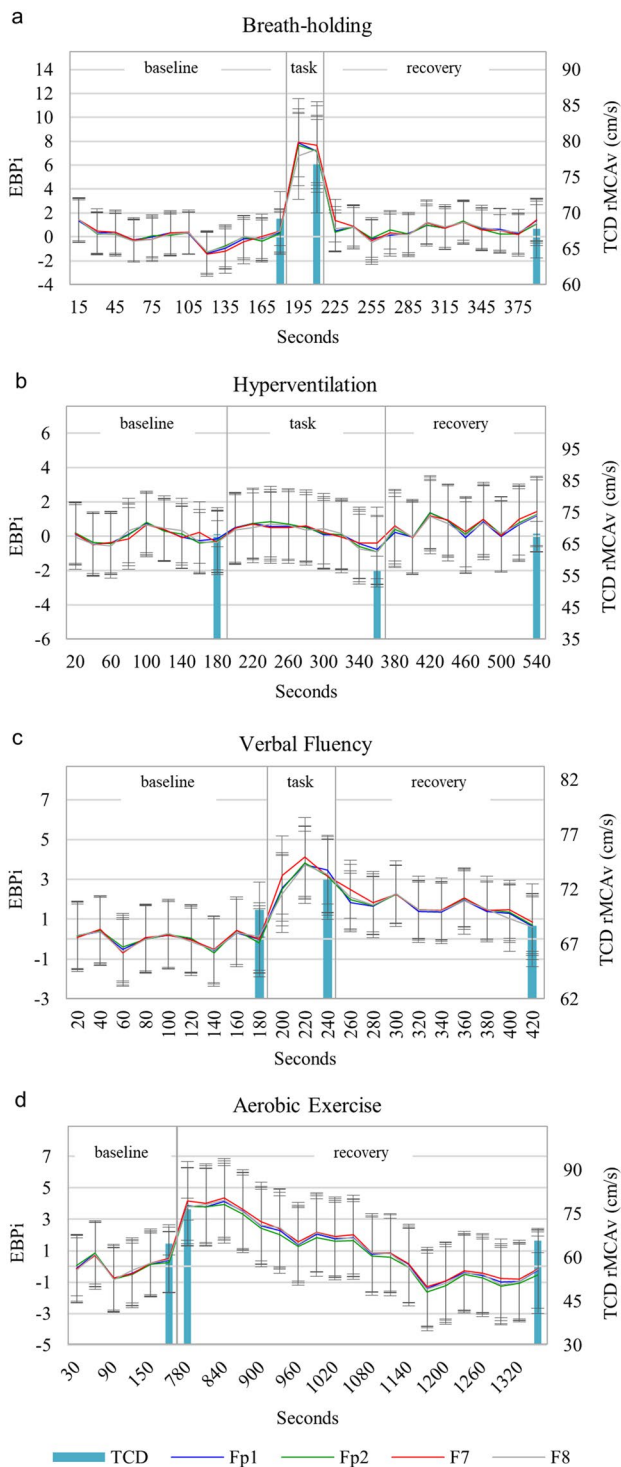 a
Breath-holding
baseline task recovery
14 90
12 85
10
8 80
6 75
4
2 70
0 65
-2
-4 60
EBPi
TCD rMCAv (cm/s)
15 45 75 105 135 165 195 225 255 285 315 345 375
Seconds
b
Hyperventilation
baseline task recovery
6
95
4
85
2
75
0
65
-2
55
-4
45
-6 35
EBPi
TCD rMCAv (cm/s)
20 60 100 140 180 220 260 300 340 380 420 460 500 540
Seconds
c
Verbal Fluency
baseline task recovery
82
7
77
5
3
72
1
67
-1
-3 62
EBPi
TCD rMCAv (cm/s)
20 40 60 80 100 120 140 160 180 200 220 240 260 280 300 320 340 360 380 400 420
Seconds
d
Aerobic Exercise
baseline recovery
7
90
5
75
3
1
60
-1
-3
45
-5 30
EBPi
TCD rMCAv (cm/s)
30 90 150 780 840 900 960 1020 1080 1140 1200 1260 1320
Seconds
TCD Fp1 Fp2 F7 F8